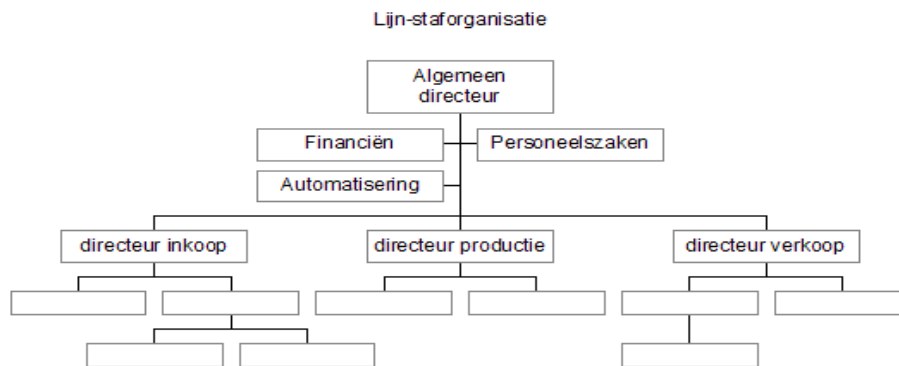 Lijn-staforganisatie
Algemeen
directeur
Financiën
Personeelszaken
Automatisering
directeur inkoop
directeur productie
directeur verkoop